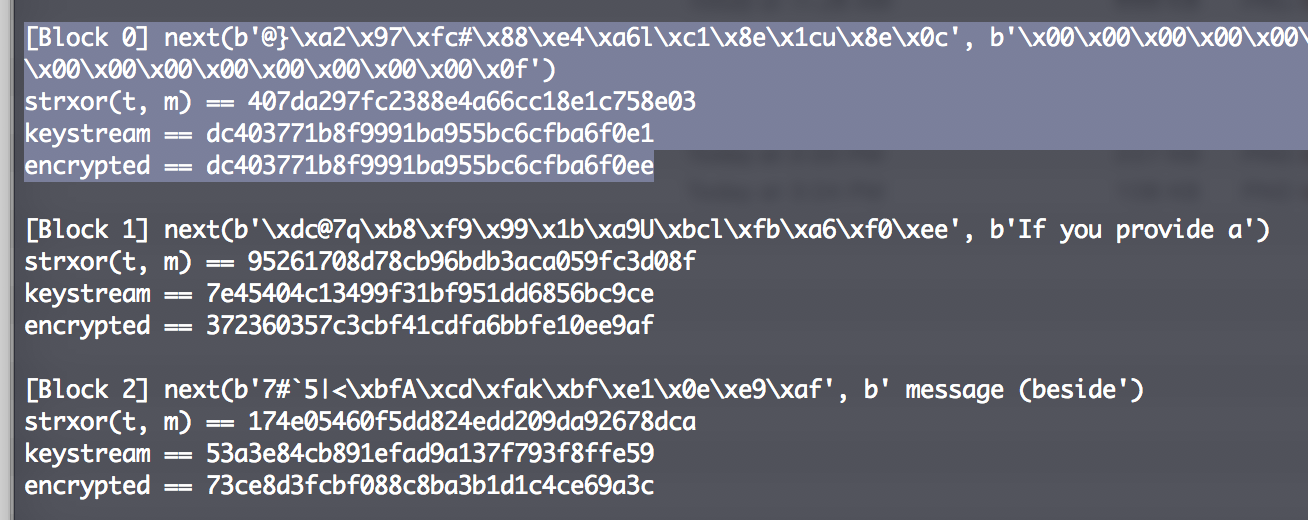 [Block 0] next(b'@}\xa2\x97\xfc#\x88\xe4\xa6l\xc1\x8e\x1cu\x8e\x0c', b'\x00\x00\x00\x00\x00\
\x00\x00\x00\x00\x00\x00\x00\x00\x00\x0f')
strxor(t, m) == 407da297fc2388e4a66cc18e1c758e03
keystream == dc403771b8f9991ba955bc6cfba6f0e1
encrypted == dc403771b8f9991ba955bc6cfba6f0ee
[Block 1] next(b'\xdc@7q\xb8\xf9\x99\x1b\xa9U\xbcl\xfb\xa6\xf0\xee', b'If you provide a')
strxor(t, m) == 95261708d78cb96bdb3aca059fc3d08f
keystream == 7e45404c13499f31bf951dd6856bc9ce
encrypted == 372360357c3cbf41cdfa6bbfe10ee9af
[Block 2] next(b'7#`5|<\xbfA\xcd\xfak\xbf\xe1\x0e\xe9\xaf', b' message (beside')
strxor(t, m) == 174e05460f5dd824edd209da92678dca
keystream == 53a3e84cb891efad9a137f793f8ffe59
encrypted == 73ce8d3fcbf088c8ba3b1d1c4ce69a3c